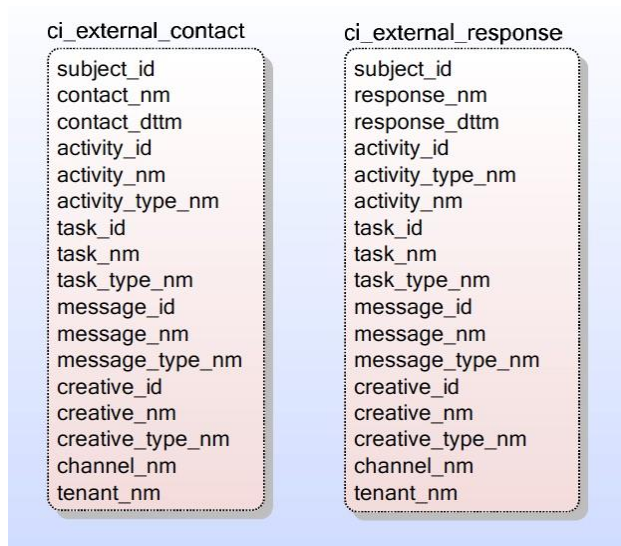 ci_external_contact
subject_id
contact_nm
contact_dttm
activity_id
activity_nm
activity_type_nm
task_id
task_nm
task_type_nm
message_id
message_nm
message_type_nm
creative_id
creative_nm
creative_type_nm
channel_nm
tenant_nm
ci_external_response
subject_id
response_nm
response_dttm
activity_id
activity_type_nm
activity_nm
task_id
task_nm
task_type_nm
message_id
message_nm
message_type_nm
creative_id
creative_nm
creative_type_nm
channel_nm
tenant_nm